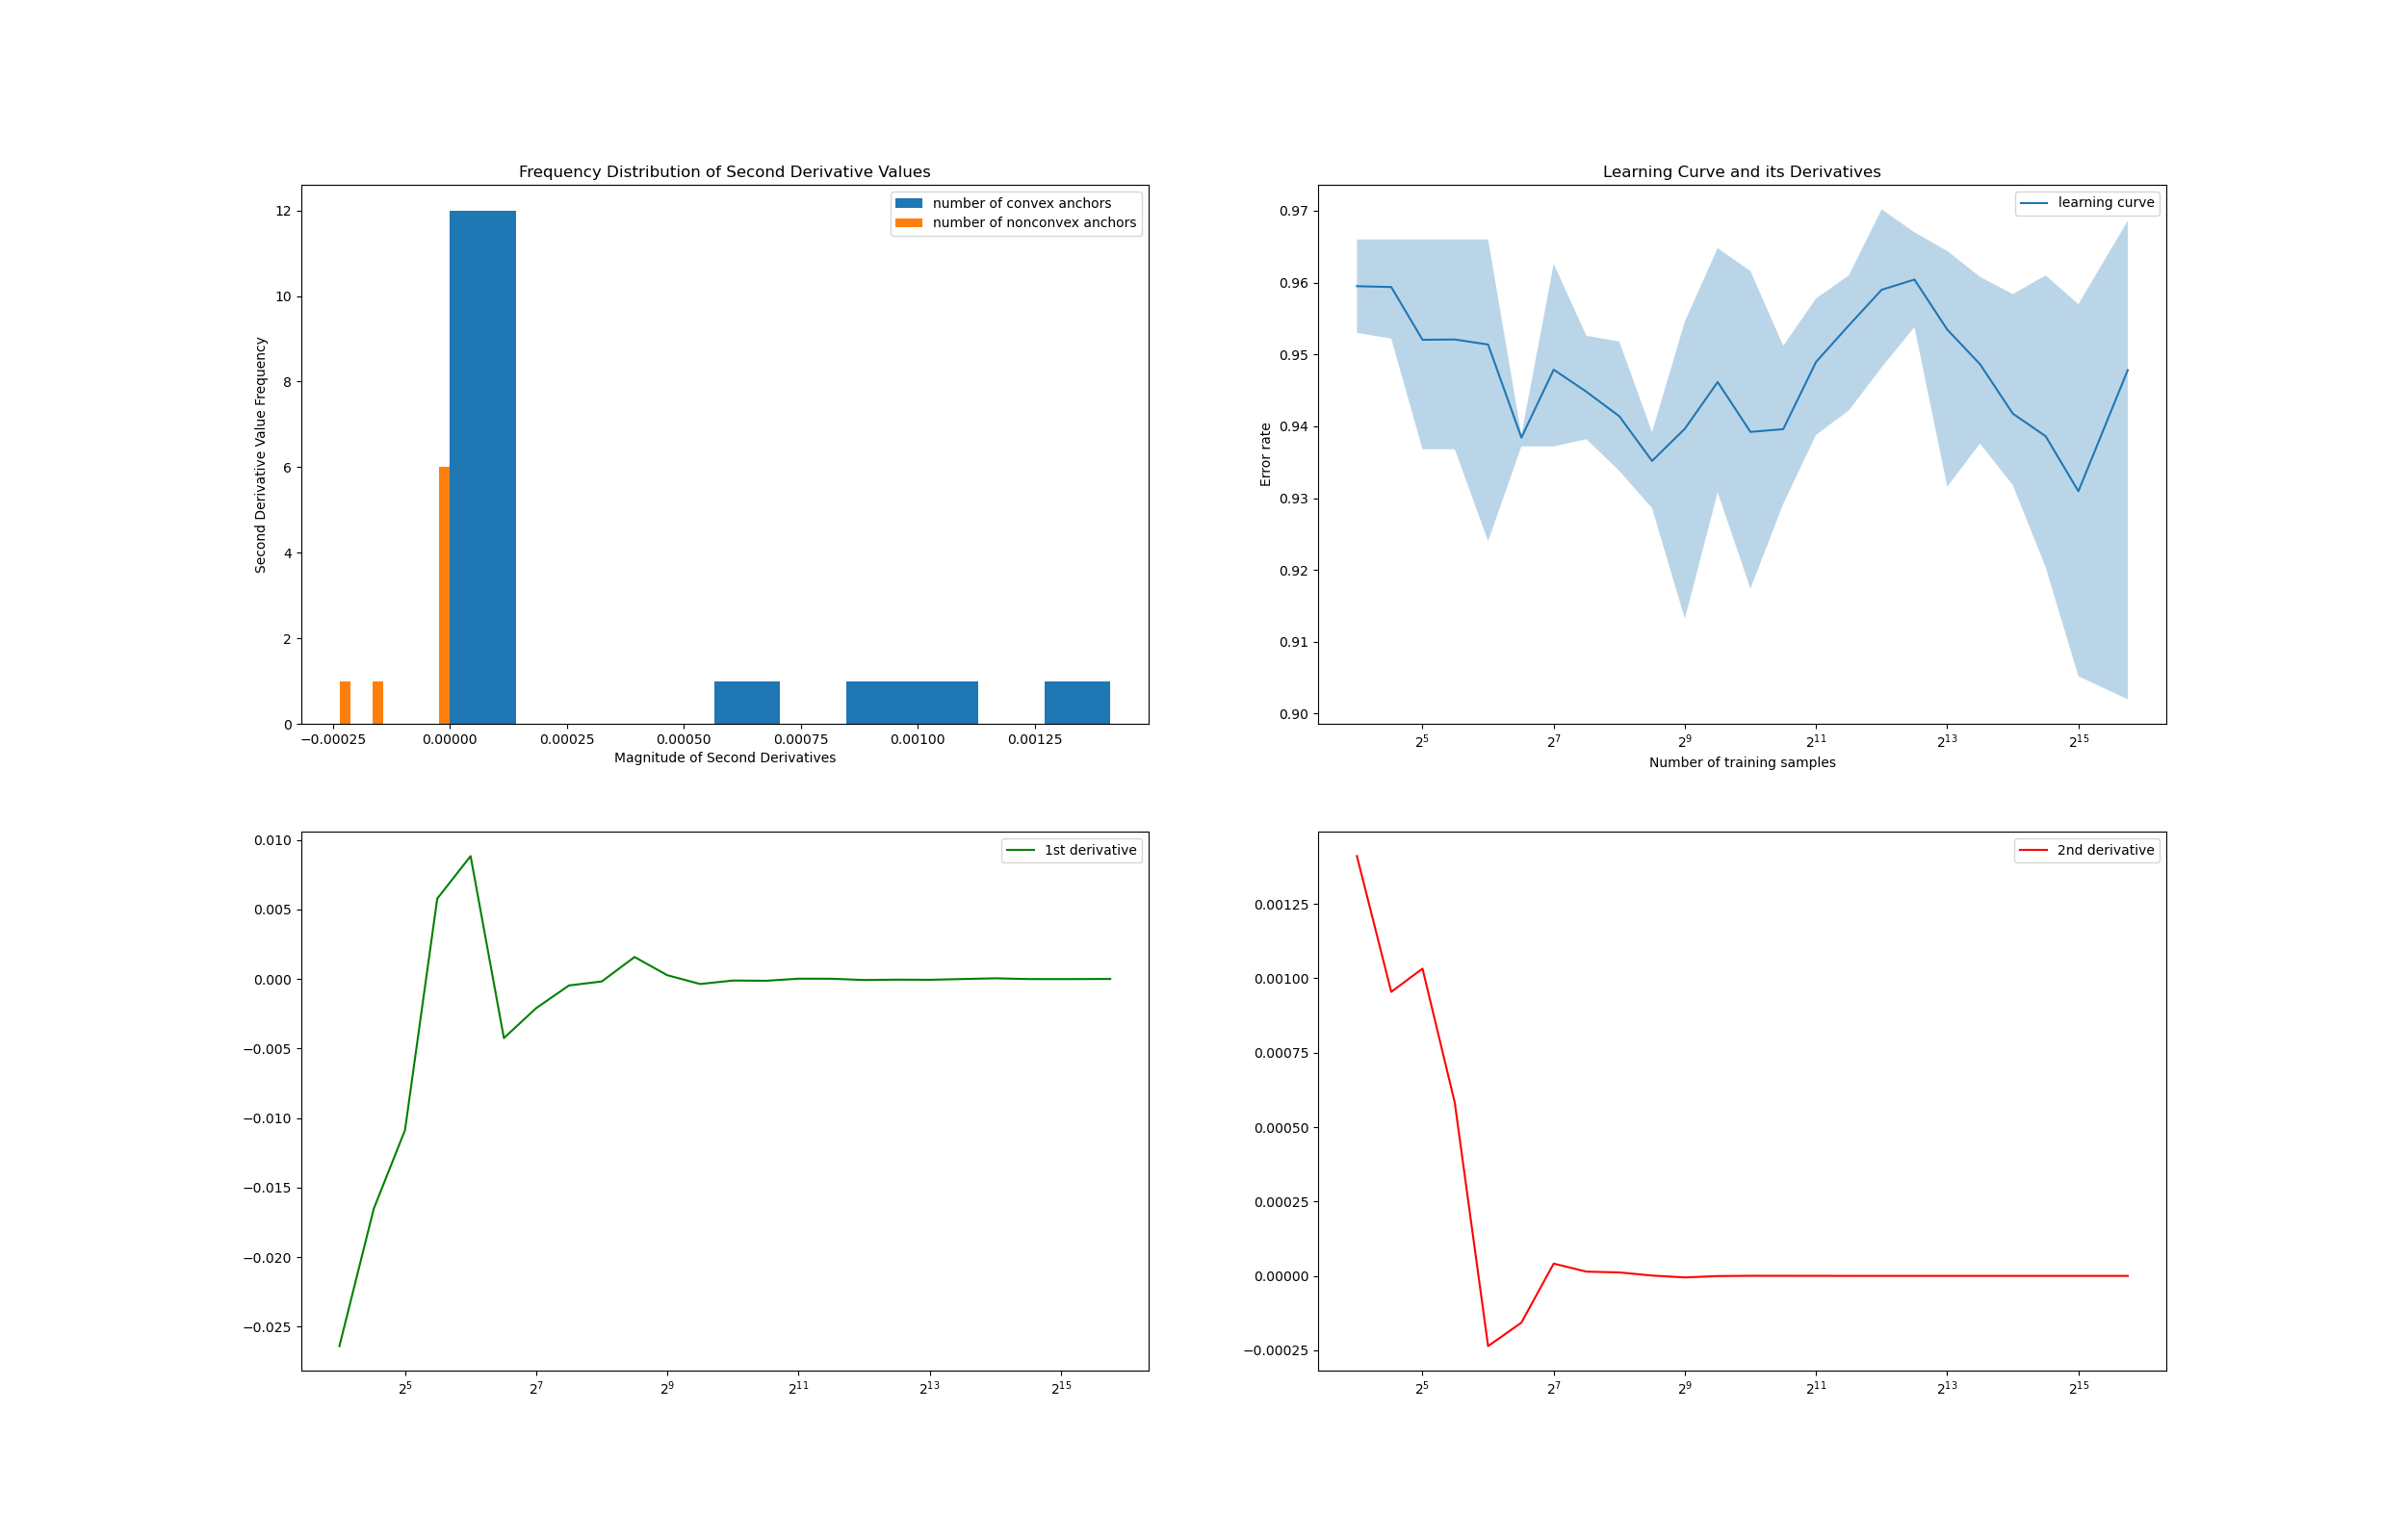 Frequency Distribution of Second Derivative Values
number of convex anchors
number of nonconvex anchors
12
10
8
6
4
2
0
Second Derivative Value Frequency
−0.00025 0.00000 0.00025 0.00050 0.00075 0.00100 0.00125
Magnitude of Second Derivatives
Learning Curve and its Derivatives
learning curve
0.97
0.96
0.95
0.94
0.93
0.92
0.91
0.90
Error rate
2^5 2^7 2^9 2^11 2^13 2^15
Number of training samples
1st derivative
0.010
0.005
0.000
−0.005
−0.010
−0.015
−0.020
−0.025
2^5 2^7 2^9 2^11 2^13 2^15
2nd derivative
0.00125
0.00100
0.00075
0.00050
0.00025
0.00000
−0.00025
2^5 2^7 2^9 2^11 2^13 2^15